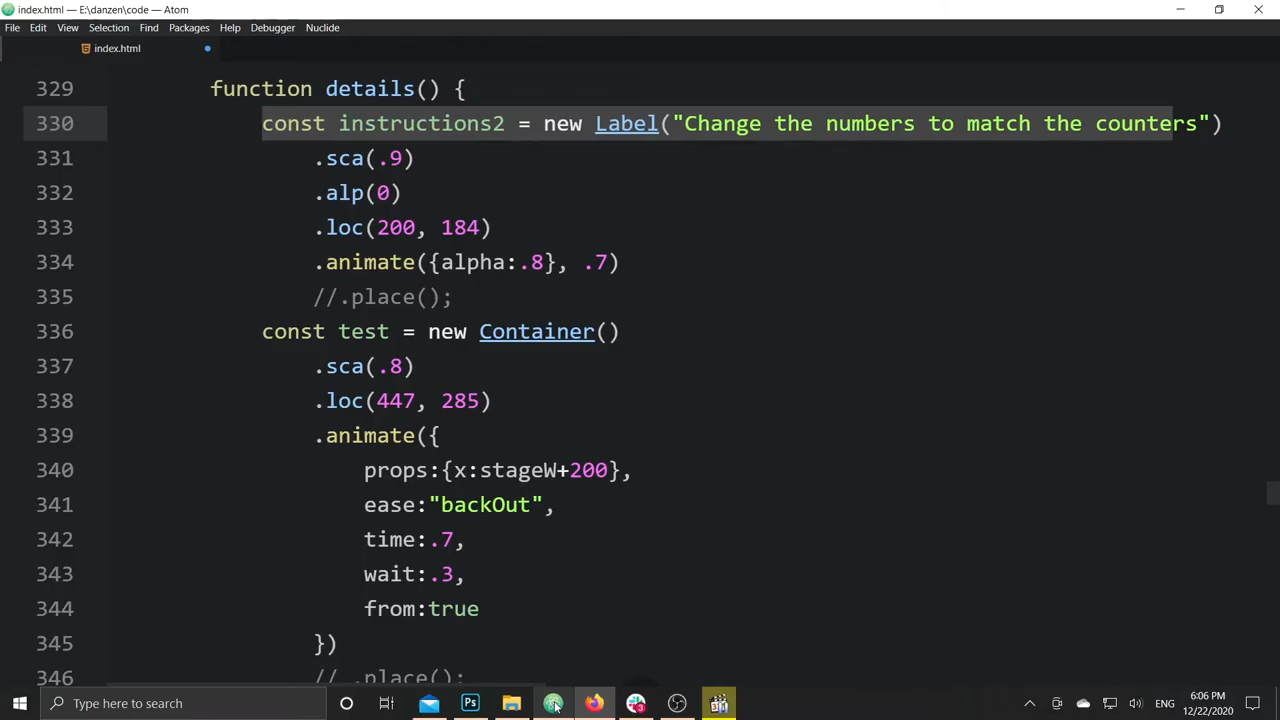 index.html — E:\danzen\code — Atom
File Edit View Selection Find Packages Help Debugger Nuclide
index.html
329 function details() {
330 const instructions2 = new Label("Change the numbers to match the counters")
331 .sca(.9)
332 .alp(0)
333 .loc(200, 184)
334 .animate({alpha:.8}, .7)
335 //.place();
336 const test = new Container()
337 .sca(.8)
338 .loc(447, 285)
339 .animate({
340 props:{x:stageW+200},
341 ease:"backOut",
342 time:.7,
343 wait:.3,
344 from:true
345 })
346 // .place();
Type here to search
Ps
3
ENG
6:06 PM
12/22/2020